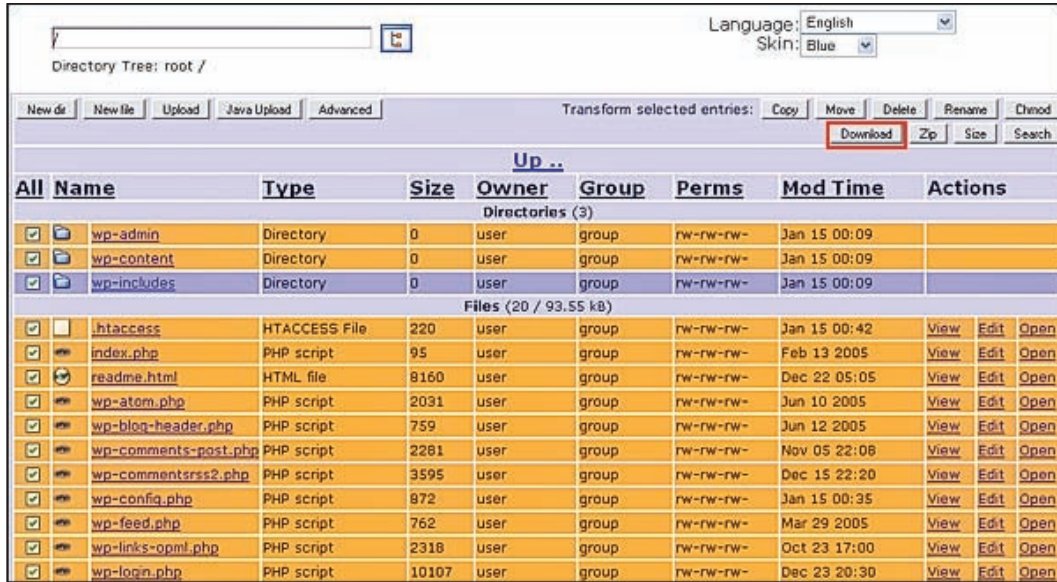 Language: English
/
Skin: Blue
Directory Tree: root /
New dir New file Upload Java Upload Advanced Transform selected entries: Copy Move Delete Rename Chmod
Download Zip Size Search
Up ..
All Name Type Size Owner Group Perms Mod Time Actions
Directories (3)
wp-admin Directory 0 user group rw-rw-rw- Jan 15 00:09
wp-content Directory 0 user group rw-rw-rw- Jan 15 00:09
wp-includes Directory 0 user group rw-rw-rw- Jan 15 00:09
Files (20 / 93.55 kB)
.htaccess HTACCESS File 220 user group rw-rw-rw- Jan 15 00:42 View Edit Open
index.php PHP script 95 user group rw-rw-rw- Feb 13 2005 View Edit Open
readme.html HTML file 8160 user group rw-rw-rw- Dec 22 05:05 View Edit Open
wp-atom.php PHP script 2031 user group rw-rw-rw- Jun 10 2005 View Edit Open
wp-blog-header.php PHP script 759 user group rw-rw-rw- Jun 12 2005 View Edit Open
wp-comments-post.php PHP script 2281 user group rw-rw-rw- Nov 05 22:08 View Edit Open
wp-commentsrss2.php PHP script 3595 user group rw-rw-rw- Dec 15 22:20 View Edit Open
wp-config.php PHP script 872 user group rw-rw-rw- Jan 15 00:35 View Edit Open
wp-feed.php PHP script 762 user group rw-rw-rw- Mar 29 2005 View Edit Open
wp-links-opml.php PHP script 2318 user group rw-rw-rw- Oct 23 17:00 View Edit Open
wp-login.php PHP script 10107 user group rw-rw-rw- Dec 23 20:30 View Edit Open